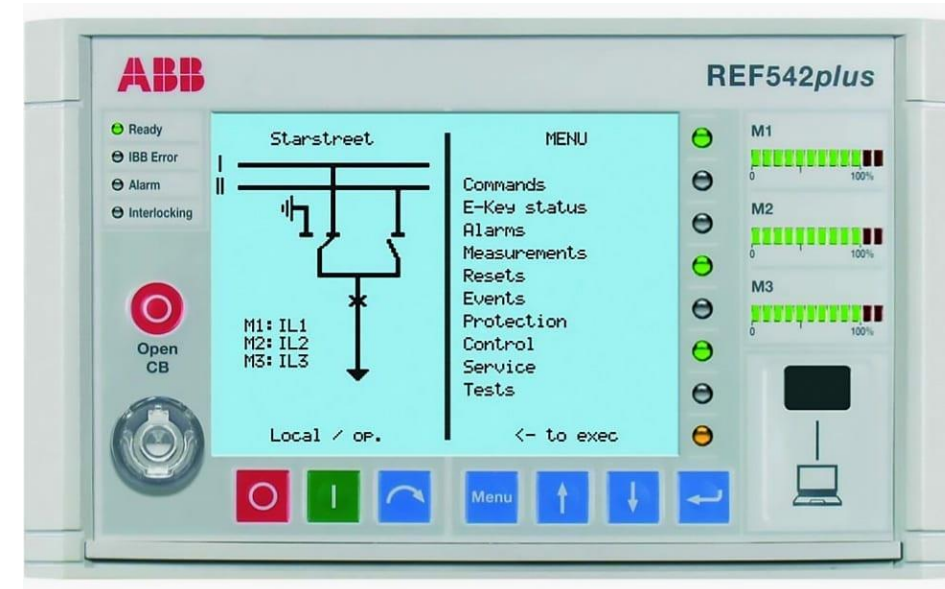 ABB
REF542plus
Ready
IBB Error
Alarm
Interlocking
Open
CB
Starstreet
I
II
M1: IL1
M2: IL2
M3: IL3
Local / op.
MENU
Commands
E-Key status
Alarms
Measurements
Resets
Events
Protection
Control
Service
Tests
<- to exec
M1
0 100%
M2
0 100%
M3
0 100%
Menu